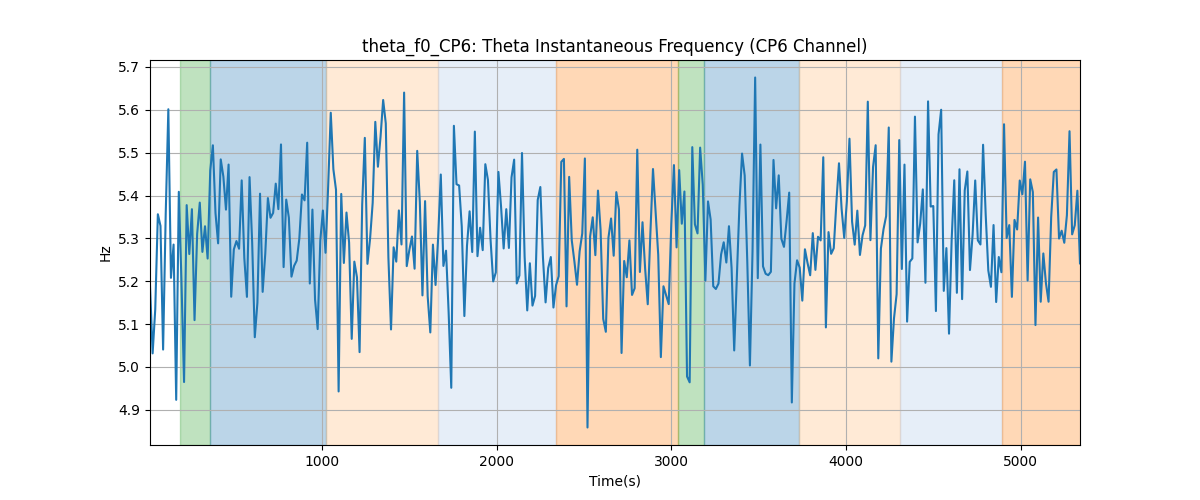 theta_f0_CP6: Theta Instantaneous Frequency (CP6 Channel)
5.7
5.6
5.5
5.4
5.3
5.2
5.1
5.0
4.9
Hz
1000 2000 3000 4000 5000
Time(s)